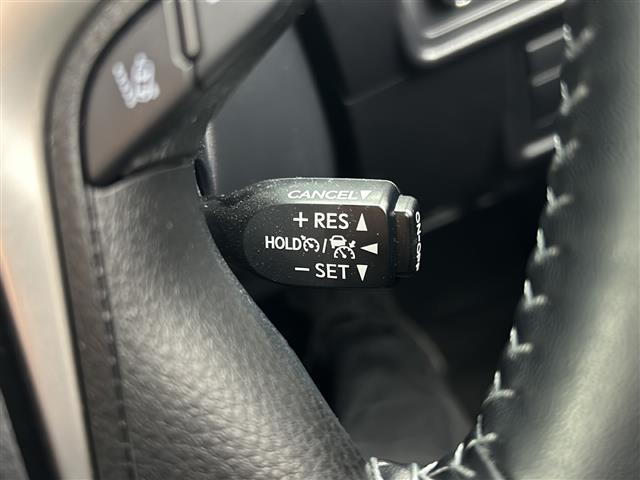 CANCEL▼
+ RES ▲
HOLD / ◀
− SET ▼
ON-OFF